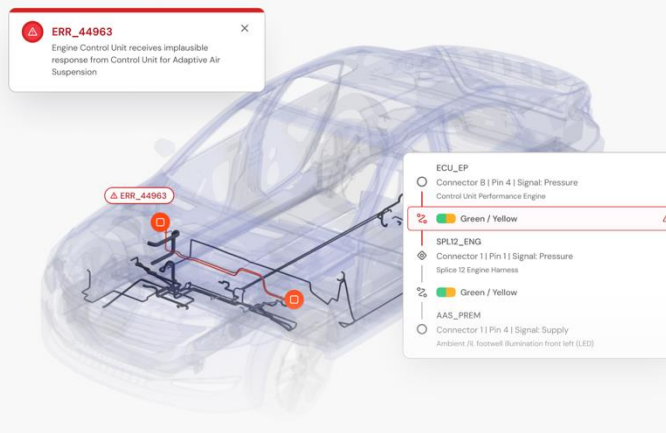 ERR_44963
Engine Control Unit receives implausible
response from Control Unit for Adaptive Air
Suspension
ERR_44963
ECU_EP
Connector B | Pin 4 | Signal: Pressure
Control Unit Performance Engine
Green / Yellow
SPL12_ENG
Connector 1 | Pin 1 | Signal: Pressure
Splice 12 Engine Harness
Green / Yellow
AAS_PREM
Connector 1 | Pin 4 | Signal: Supply
Ambient /il. footwell illumination front left (LED)